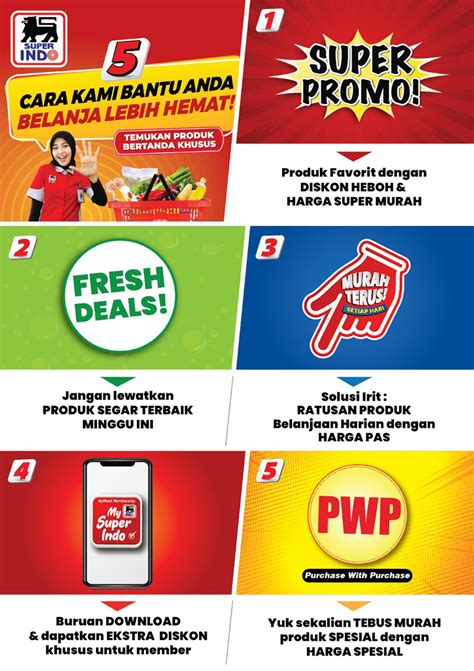 SUPER
INDO
5
CARA KAMI BANTU ANDA
BELANJA LEBIH HEMAT!
TEMUKAN PRODUK
BERTANDA KHUSUS
1
SUPER
PROMO!
Produk Favorit dengan
DISKON HEBOH &
HARGA SUPER MURAH
2
FRESH
DEALS!
Jangan lewatkan
PRODUK SEGAR TERBAIK
MINGGU INI
3
MURAH
TERUS!
SETIAP HARI
Solusi Irit :
RATUSAN PRODUK
Belanjaan Harian dengan
HARGA PAS
4
Aplikasi Membership
My
Super
Indo
Buruan DOWNLOAD
& dapatkan EKSTRA DISKON
khusus untuk member
5
PWP
Purchase With Purchase
Yuk sekalian TEBUS MURAH
produk SPESIAL dengan
HARGA SPESIAL